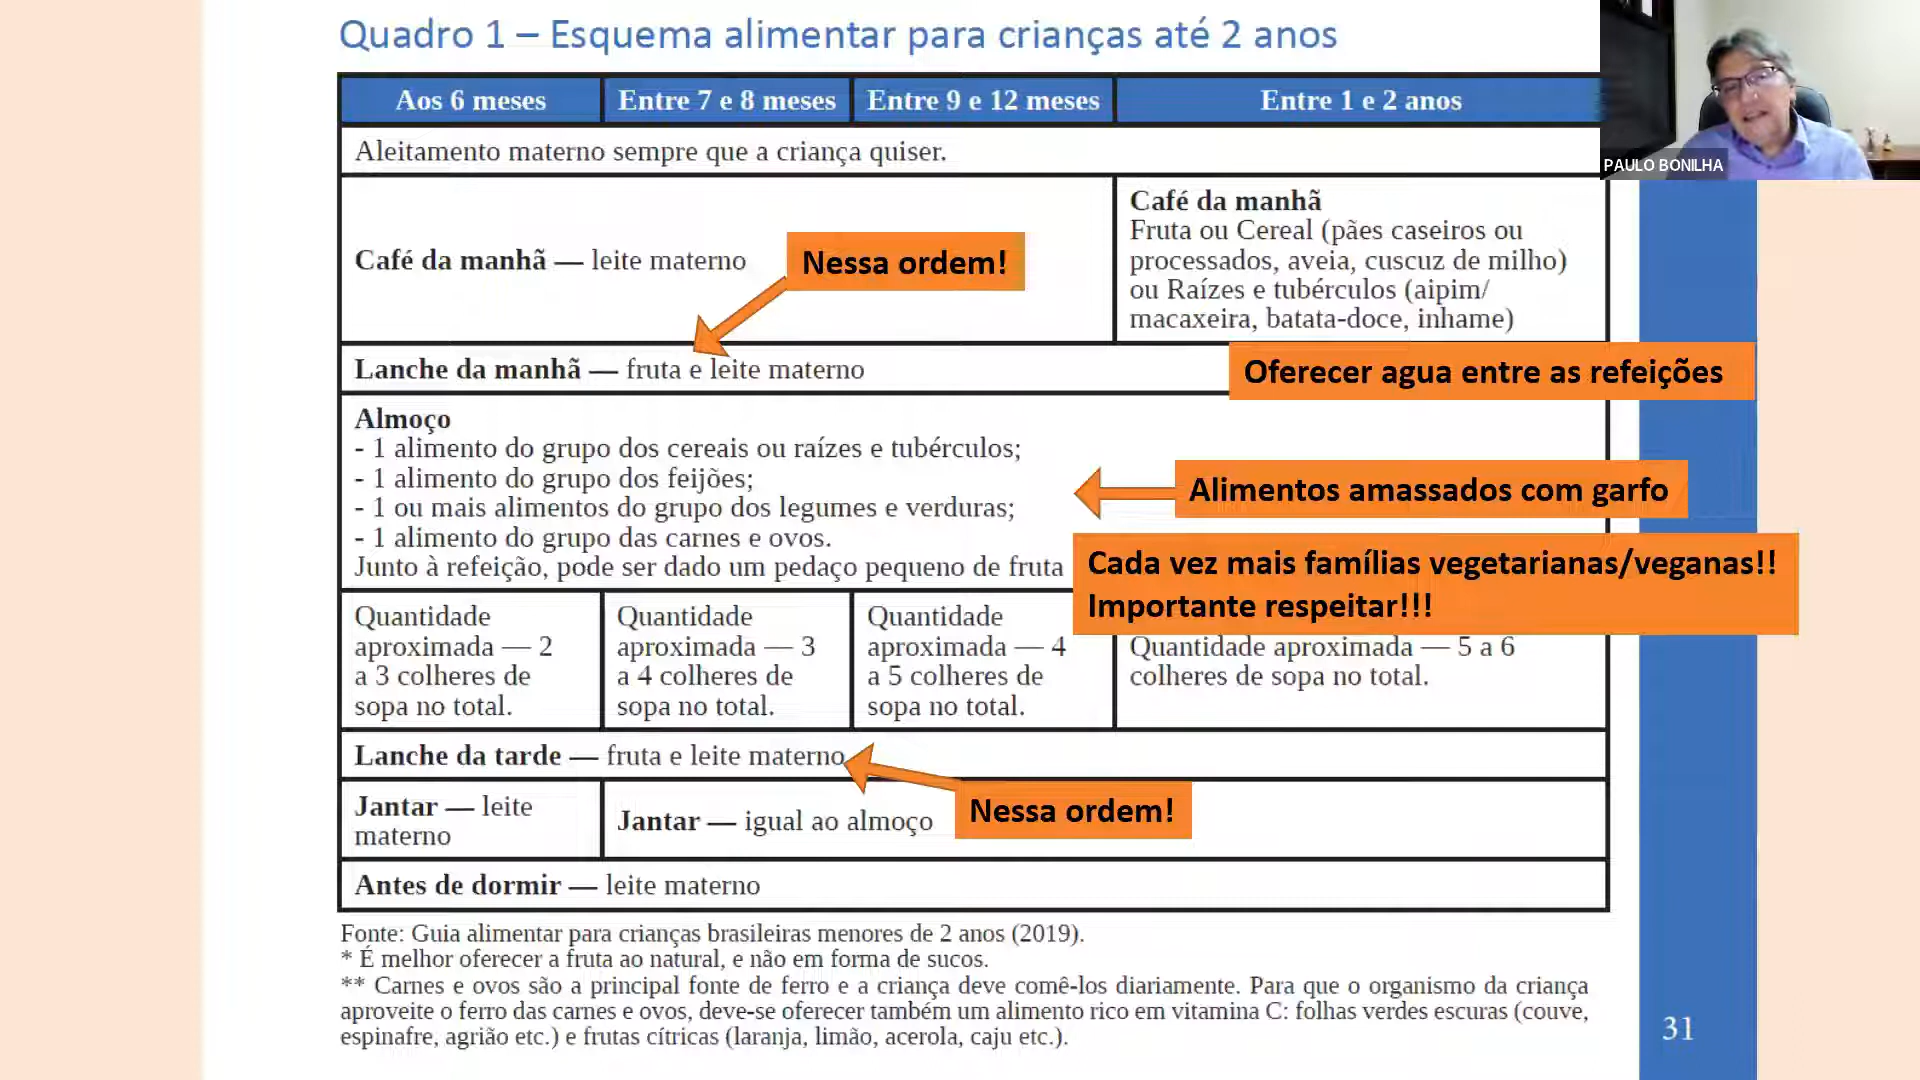 Quadro 1 – Esquema alimentar para crianças até 2 anos
PAULO BONILHA
Aos 6 meses
Entre 7 e 8 meses
Entre 9 e 12 meses
Entre 1 e 2 anos
Aleitamento materno sempre que a criança quiser.
Café da manhã — leite materno
Nessa ordem!
Café da manhã
Fruta ou Cereal (pães caseiros ou
processados, aveia, cuscuz de milho)
ou Raízes e tubérculos (aipim/
macaxeira, batata-doce, inhame)
Lanche da manhã — fruta e leite materno
Oferecer agua entre as refeições
Almoço
- 1 alimento do grupo dos cereais ou raízes e tubérculos;
- 1 alimento do grupo dos feijões;
- 1 ou mais alimentos do grupo dos legumes e verduras;
- 1 alimento do grupo das carnes e ovos.
Junto à refeição, pode ser dado um pedaço pequeno de fruta
Alimentos amassados com garfo
Cada vez mais famílias vegetarianas/veganas!!
Importante respeitar!!!
Quantidade
aproximada — 2
a 3 colheres de
sopa no total.
Quantidade
aproximada — 3
a 4 colheres de
sopa no total.
Quantidade
aproximada — 4
a 5 colheres de
sopa no total.
Quantidade aproximada — 5 a 6
colheres de sopa no total.
Lanche da tarde — fruta e leite materno
Nessa ordem!
Jantar — leite
materno
Jantar — igual ao almoço
Antes de dormir — leite materno
Fonte: Guia alimentar para crianças brasileiras menores de 2 anos (2019).
* É melhor oferecer a fruta ao natural, e não em forma de sucos.
** Carnes e ovos são a principal fonte de ferro e a criança deve comê-los diariamente. Para que o organismo da criança
aproveite o ferro das carnes e ovos, deve-se oferecer também um alimento rico em vitamina C: folhas verdes escuras (couve,
espinafre, agrião etc.) e frutas cítricas (laranja, limão, acerola, caju etc.).
31